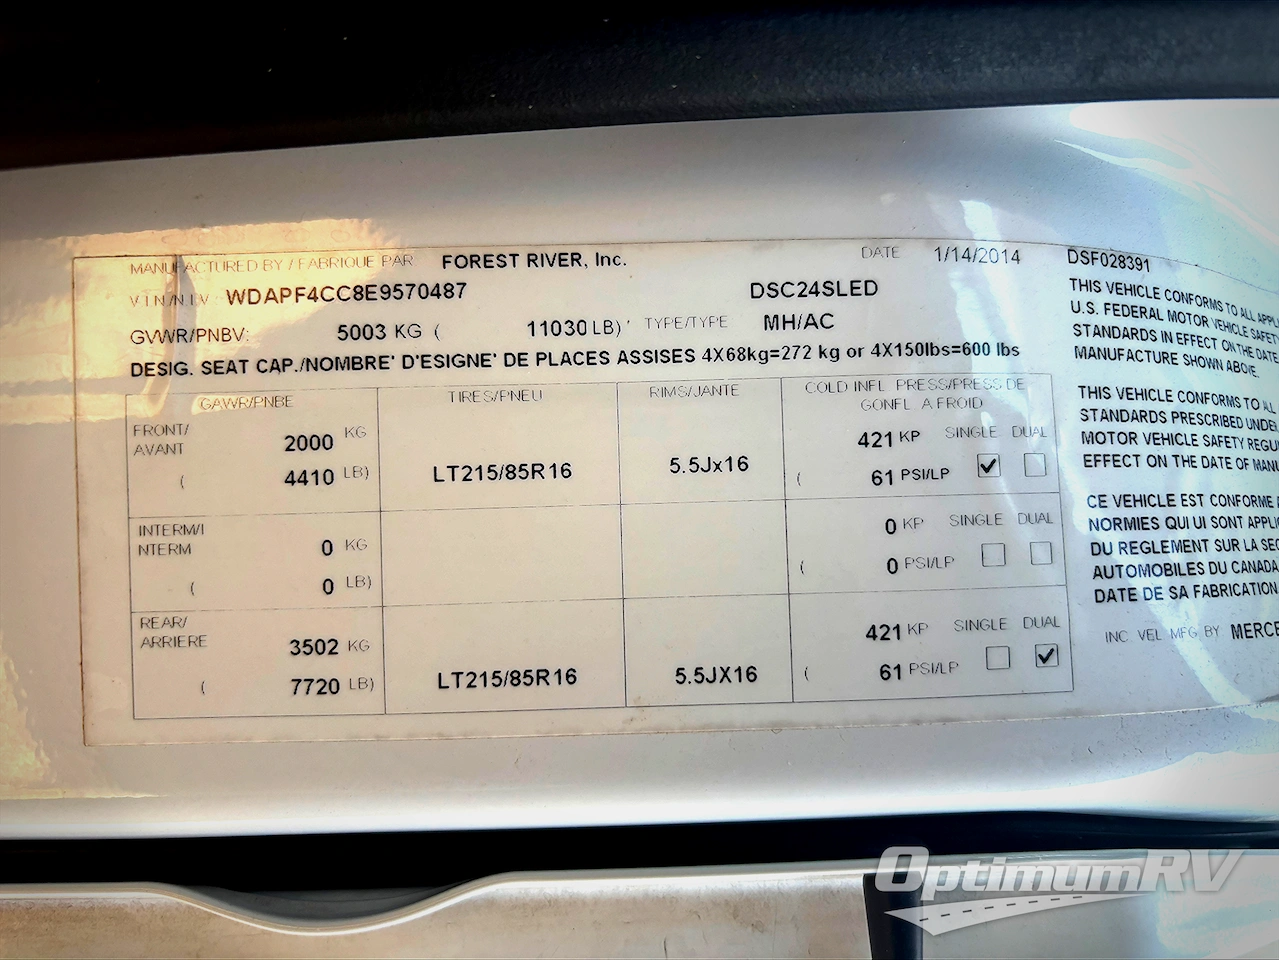 MANUFACTURED BY / FABRIQUE PAR FOREST RIVER, Inc. DATE 1/14/2014 DSF028391
V.I.N./N.I.V. WDAPF4CC8E9570487 DSC24SLED
GVWR/PNBV: 5003 KG ( 11030 LB) TYPE/TYPE MH/AC
DESIG. SEAT CAP./NOMBRE' D'ESIGNE' DE PLACES ASSISES 4X68kg=272 kg or 4X150lbs=600 lbs
GAWR/PNBE TIRES/PNEU RIMS/JANTE COLD INFL PRESS/PRESS DE
GONFL A FROID
FRONT/
AVANT 2000 KG
( 4410 LB) LT215/85R16 5.5Jx16 421 KP SINGLE DUAL
( 61 PSI/LP
INTERM/I
NTERM 0 KG
( 0 LB) 0 KP SINGLE DUAL
( 0 PSI/LP
REAR/
ARRIERE 3502 KG
( 7720 LB) LT215/85R16 5.5JX16 421 KP SINGLE DUAL
( 61 PSI/LP
THIS VEHICLE CONFORMS TO ALL
U.S. FEDERAL MOTOR VEHICLE SAFETY
STANDARDS IN EFFECT ON THE DATE
MANUFACTURE SHOWN ABOVE.
THIS VEHICLE CONFORMS TO ALL
STANDARDS PRESCRIBED UNDER
MOTOR VEHICLE SAFETY
EFFECT ON THE DATE OF
CE VEHICLE EST CONFORME
NORMIES QUI UI SONT
DU REGLEMENT SUR LA
AUTOMOBILES DU CANADA
DATE DE SA FABRICATION
INC VEL MFG BY
OptimumRV